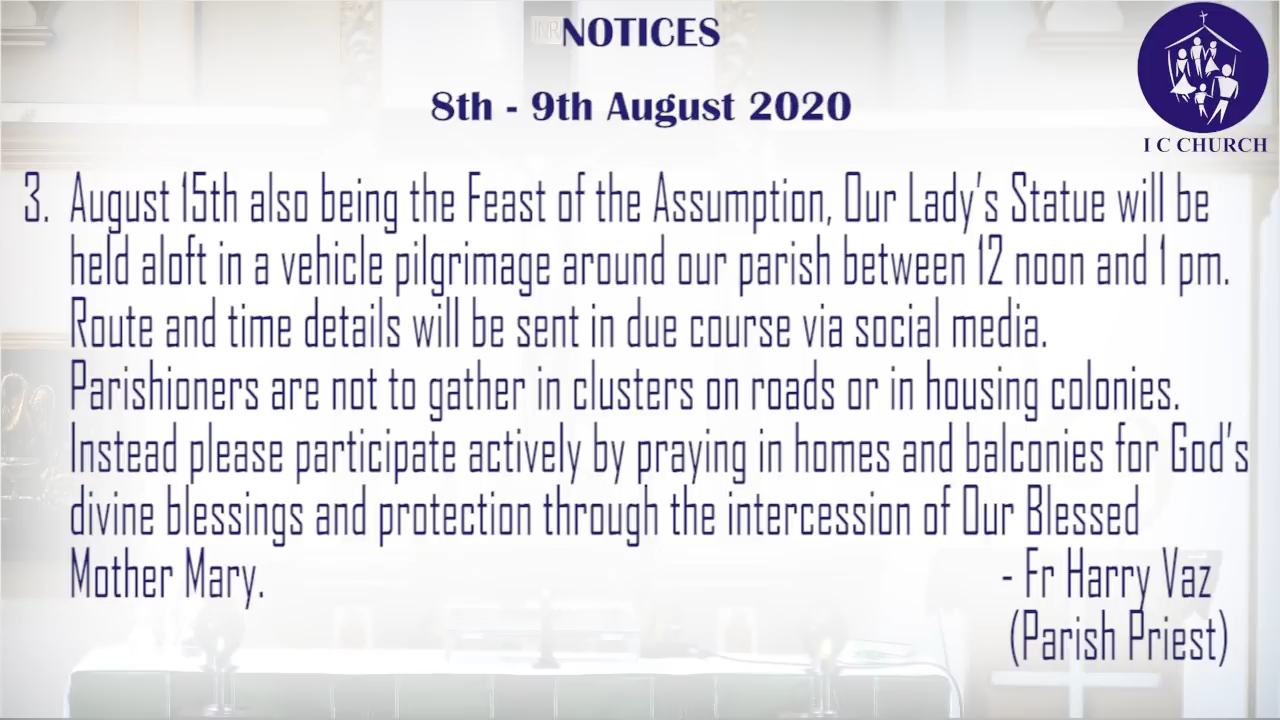 INRI
NOTICES
8th - 9th August 2020
I C CHURCH
3. August 15th also being the Feast of the Assumption, Our Lady's Statue will be
held aloft in a vehicle pilgrimage around our parish between 12 noon and 1 pm.
Route and time details will be sent in due course via social media.
Parishioners are not to gather in clusters on roads or in housing colonies.
Instead please participate actively by praying in homes and balconies for God's
divine blessings and protection through the intercession of Our Blessed
Mother Mary.
- Fr Harry Vaz
(Parish Priest)